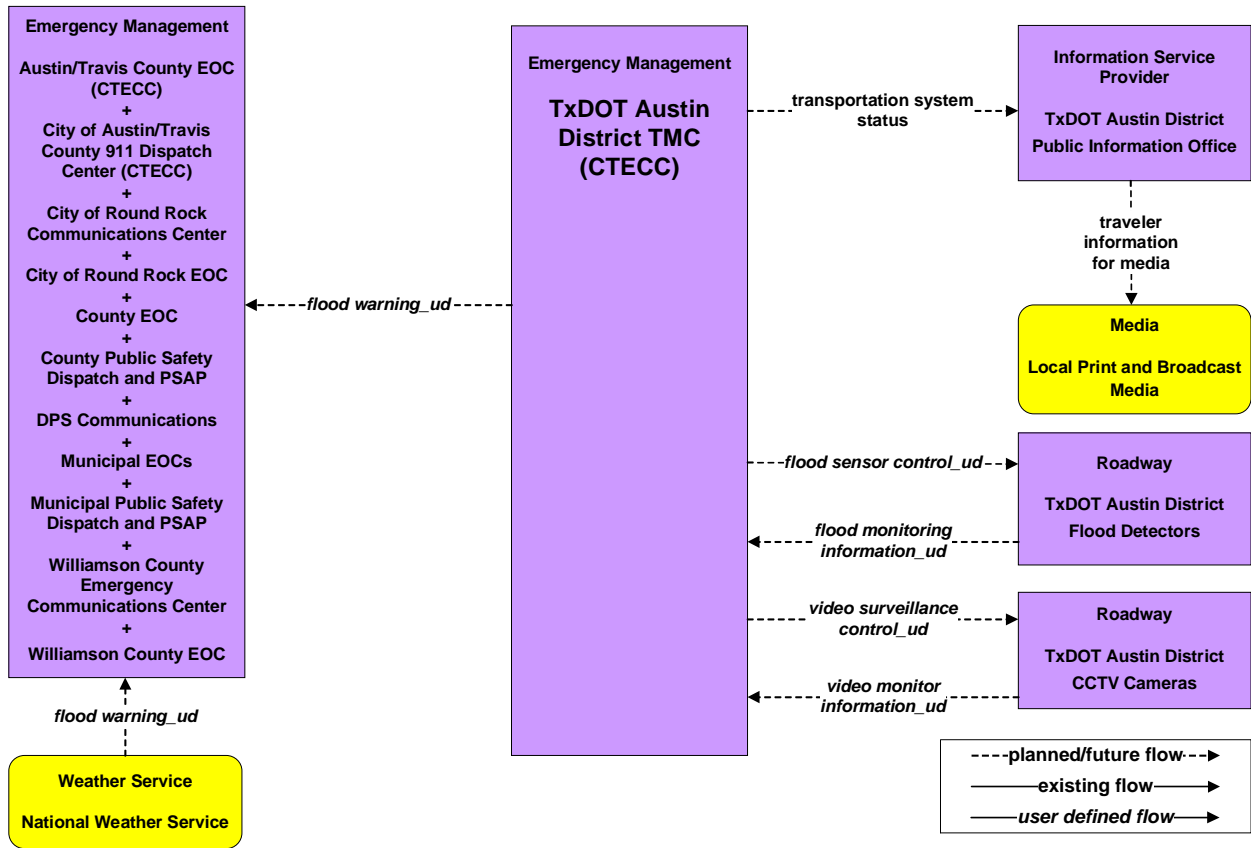 Emergency Management
Austin/Travis County EOC
(CTECC)
+
City of Austin/Travis
County 911 Dispatch
Center (CTECC)
+
City of Round Rock
Communications Center
+
City of Round Rock EOC
+
County EOC
+
County Public Safety
Dispatch and PSAP
+
DPS Communications
+
Municipal EOCs
+
Municipal Public Safety
Dispatch and PSAP
+
Williamson County
Emergency
Communications Center
+
Williamson County EOC
flood warning_ud
Weather Service
National Weather Service
flood warning_ud
Emergency Management
TxDOT Austin
District TMC
(CTECC)
transportation system
status
Information Service
Provider
TxDOT Austin District
Public Information Office
traveler
information
for media
Media
Local Print and Broadcast
Media
flood sensor control_ud
flood monitoring
information_ud
Roadway
TxDOT Austin District
Flood Detectors
video surveillance
control_ud
video monitor
information_ud
Roadway
TxDOT Austin District
CCTV Cameras
planned/future flow
existing flow
user defined flow